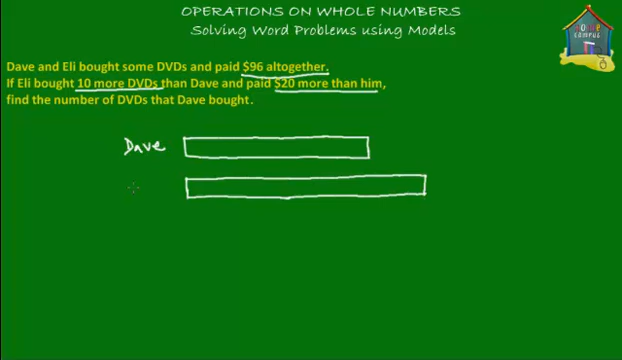 OPERATIONS ON WHOLE NUMBERS
Solving Word Problems using Models
HOME
CAMPUS
Dave and Eli bought some DVDs and paid $96 altogether.
If Eli bought 10 more DVDs than Dave and paid $20 more than him,
find the number of DVDs that Dave bought.
Dave